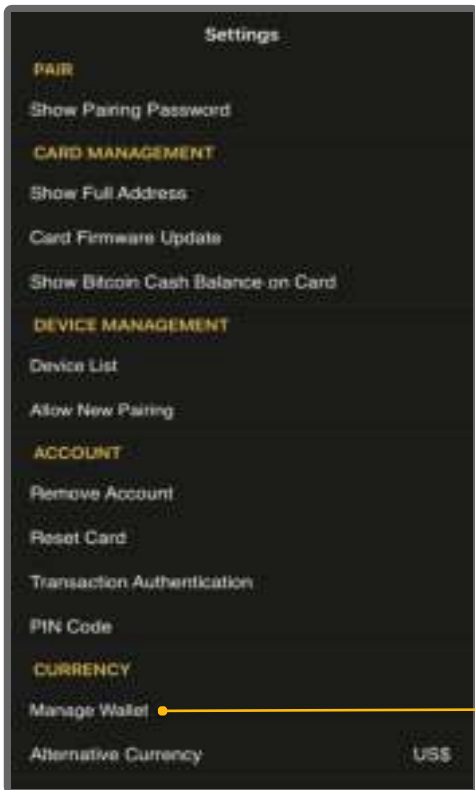 Settings
PAIR
Show Pairing Password
CARD MANAGEMENT
Show Full Address
Card Firmware Update
Show Bitcoin Cash Balance on Card
DEVICE MANAGEMENT
Device List
Allow New Pairing
ACCOUNT
Remove Account
Reset Card
Transaction Authentication
PIN Code
CURRENCY
Manage Wallet
Alternative Currency US$